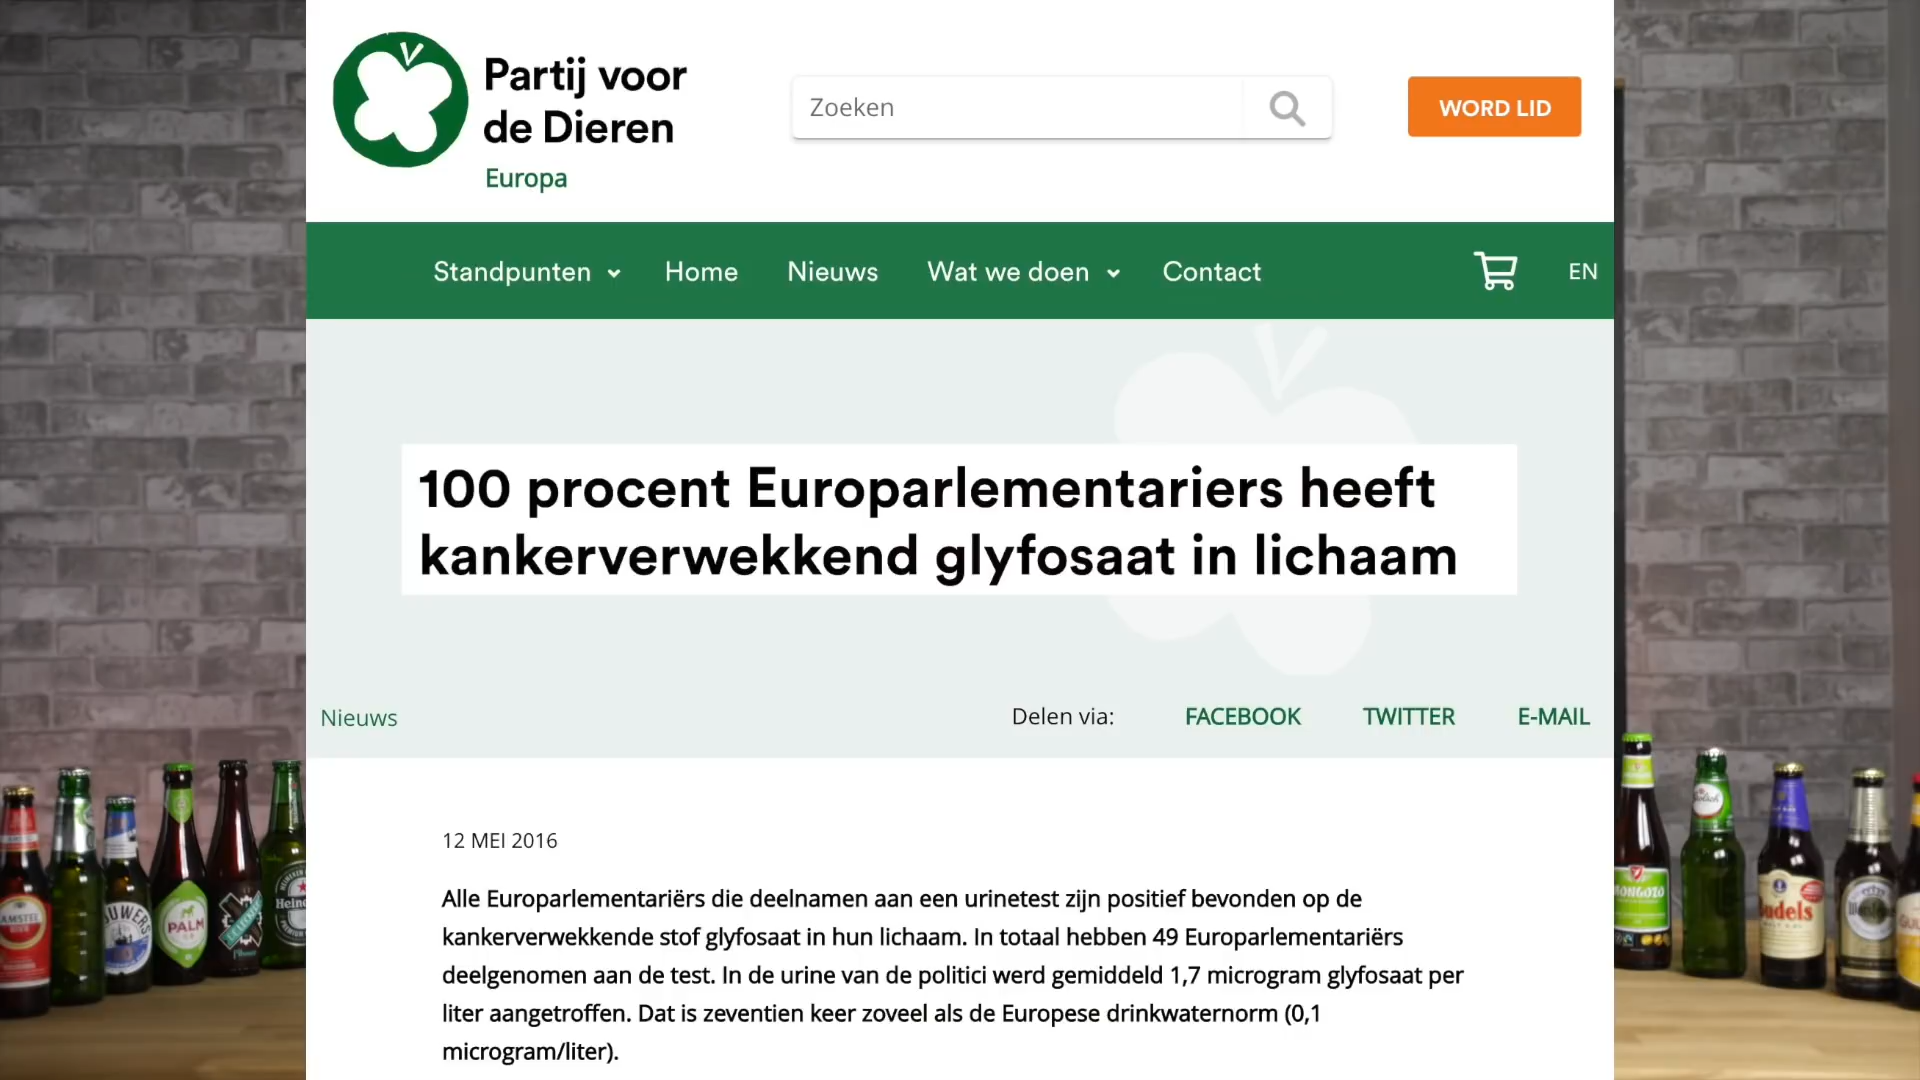 Partij voor
de Dieren
Europa
Zoeken
WORD LID
Standpunten
Home
Nieuws
Wat we doen
Contact
EN
100 procent Europarlementariers heeft
kankerverwekkend glyfosaat in lichaam
Nieuws
Delen via:
FACEBOOK
TWITTER
E-MAIL
12 MEI 2016
Alle Europarlementariërs die deelnamen aan een urinetest zijn positief bevonden op de
kankerverwekkende stof glyfosaat in hun lichaam. In totaal hebben 49 Europarlementariërs
deelgenomen aan de test. In de urine van de politici werd gemiddeld 1,7 microgram glyfosaat per
liter aangetroffen. Dat is zeventien keer zoveel als de Europese drinkwaternorm (0,1
microgram/liter).
AMSTEL
PALM
Heine
MONGOZO
Grolsch
Budels